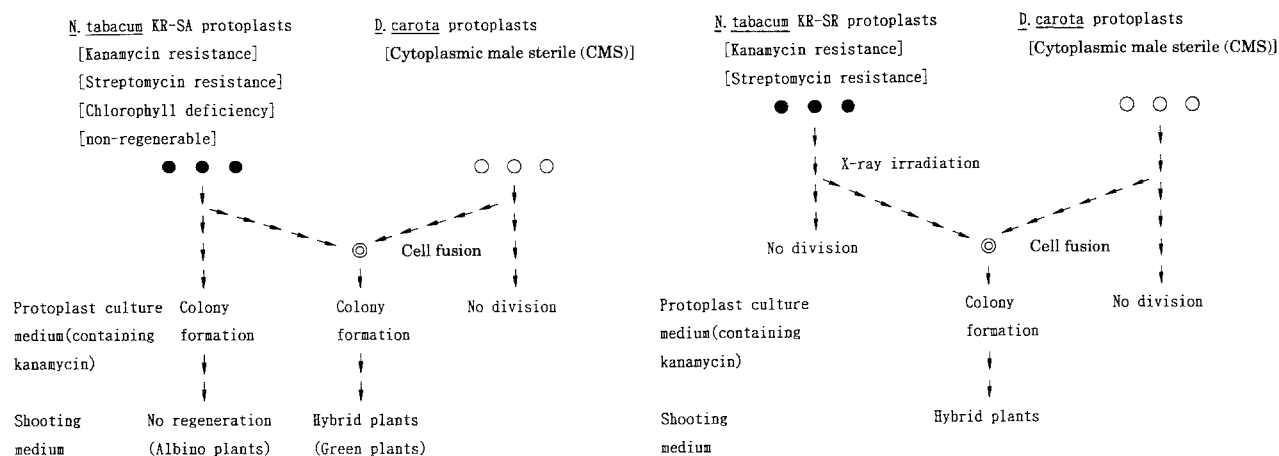 N. tabacum KR-SA protoplasts
[Kanamycin resistance]
[Streptomycin resistance]
[Chlorophyll deficiency]
[non-regenerable]
D. carota protoplasts
[Cytoplasmic male sterile (CMS)]
Cell fusion
Protoplast culture
medium(containing
kanamycin)
Colony
formation
Colony
formation
No division
Shooting
medium
No regeneration
(Albino plants)
Hybrid plants
(Green plants)
N. tabacum KR-SR protoplasts
[Kanamycin resistance]
[Streptomycin resistance]
D. carota protoplasts
[Cytoplasmic male sterile (CMS)]
X-ray irradiation
No division
Cell fusion
Protoplast culture
medium(containing
kanamycin)
Colony
formation
No division
Shooting
medium
Hybrid plants